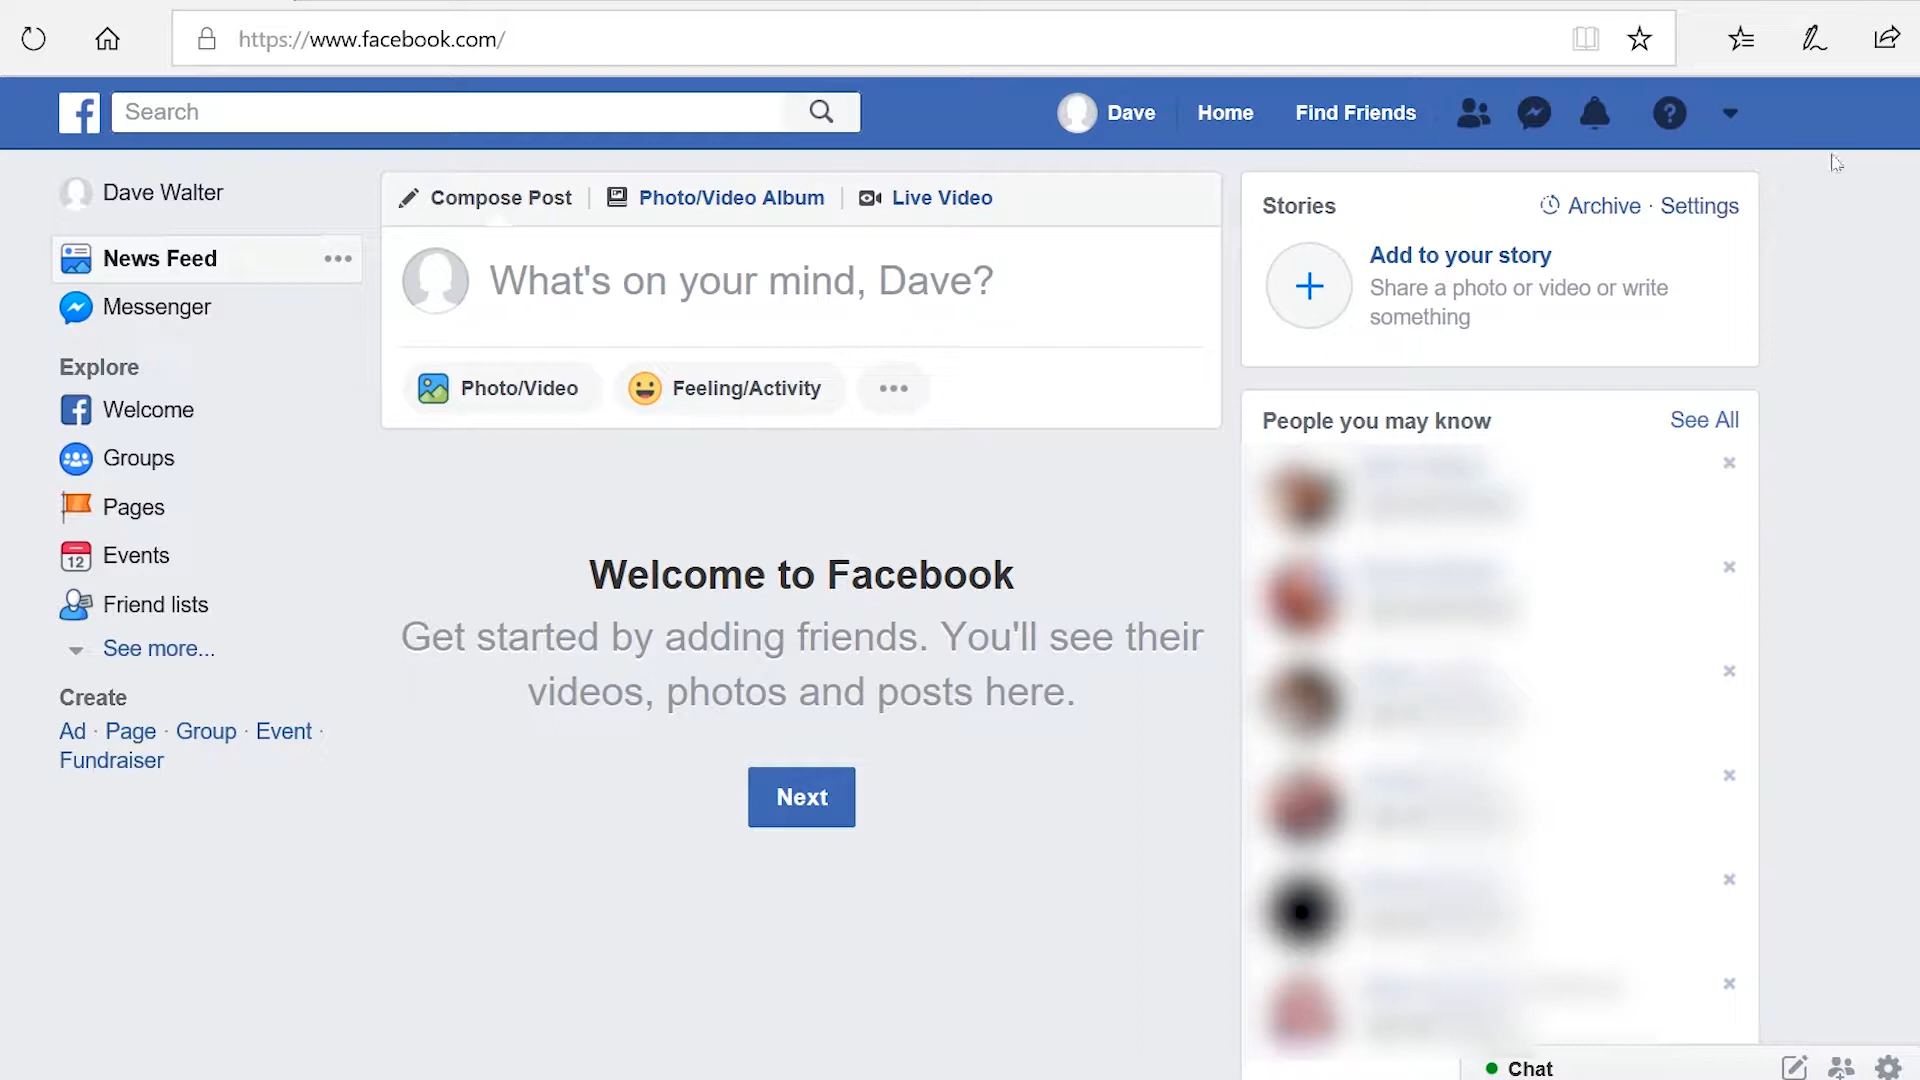 https://www.facebook.com/
Search
Dave
Home
Find Friends
Dave Walter
News Feed
Messenger
Explore
Welcome
Groups
Pages
12
Events
Friend lists
See more...
Create
Ad · Page · Group · Event ·
Fundraiser
Compose Post
Photo/Video Album
Live Video
What's on your mind, Dave?
Photo/Video
Feeling/Activity
Welcome to Facebook
Get started by adding friends. You'll see their
videos, photos and posts here.
Next
Stories
Archive · Settings
Add to your story
Share a photo or video or write
something
People you may know
See All
Chat